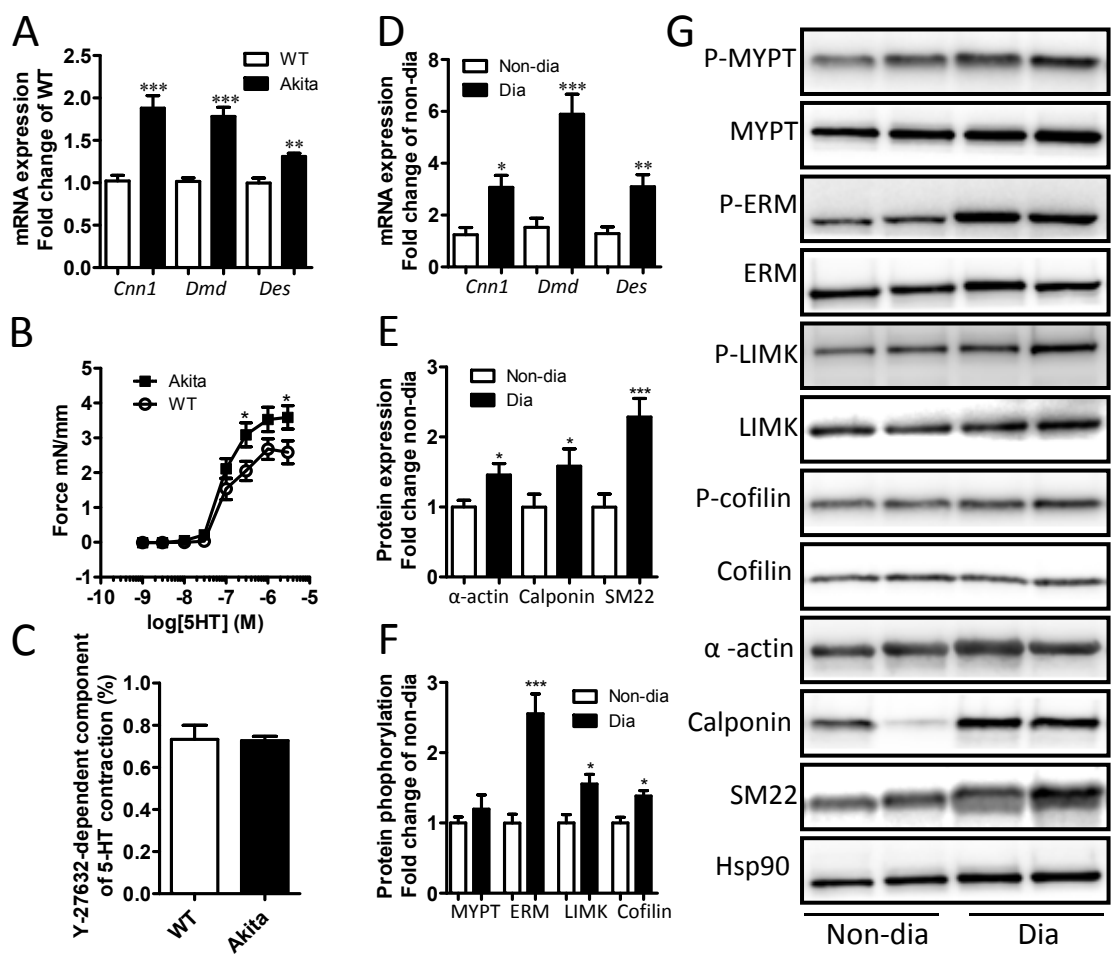 A
mRNA expression
Fold change of WT
2.5
2.0
1.5
1.0
0.5
0.0
WT
Akita
***
***
**
Cnn1 Dmd Des
B
Force mN/mm
5
4
3
2
1
0
-1
Akita
WT
*
*
-10 -9 -8 -7 -6 -5
log[5HT] (M)
C
Y-27632-dependent component
of 5-HT contraction (%)
1.0
0.8
0.6
0.4
0.2
0.0
WT
Akita
D
mRNA expression
Fold change of non-dia
8
6
4
2
0
Non-dia
Dia
*
***
**
Cnn1 Dmd Des
E
Protein expression
Fold change non-dia
3
2
1
0
Non-dia
Dia
*
*
***
α-actin Calponin SM22
F
Protein phophorylation
Fold change of non-dia
3
2
1
0
Non-dia
Dia
***
*
*
MYPT ERM LIMK Cofilin
G
P-MYPT
MYPT
P-ERM
ERM
P-LIMK
LIMK
P-cofilin
Cofilin
α -actin
Calponin
SM22
Hsp90
Non-dia Dia